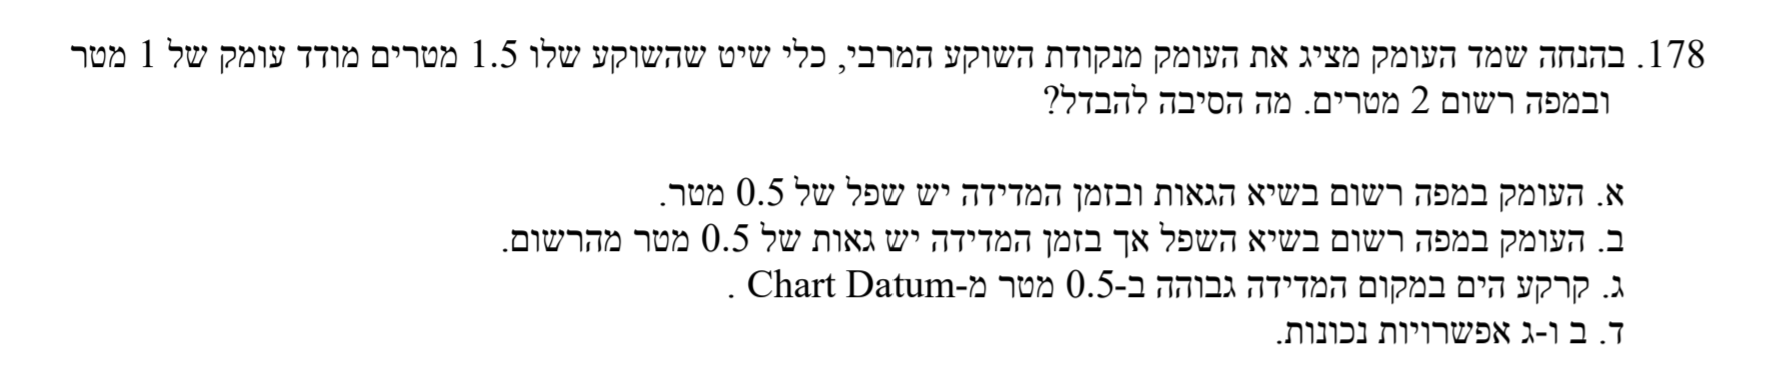 178. בהנחה שמד העומק מציג את העומק מנקודת השוקע המרבי, כלי שיט שהשוקע שלו 1.5 מטרים מודד עומק של 1 מטר
ובמפה רשום 2 מטרים. מה הסיבה להבדל?
א. העומק במפה רשום בשיא הגאות ובזמן המדידה יש שפל של 0.5 מטר.
ב. העומק במפה רשום בשיא השפל אך בזמן המדידה יש גאות של 0.5 מטר מהרשום.
ג. קרקע הים במקום המדידה גבוהה ב-0.5 מטר מ-Chart Datum .
ד. ב ו-ג אפשרויות נכונות.